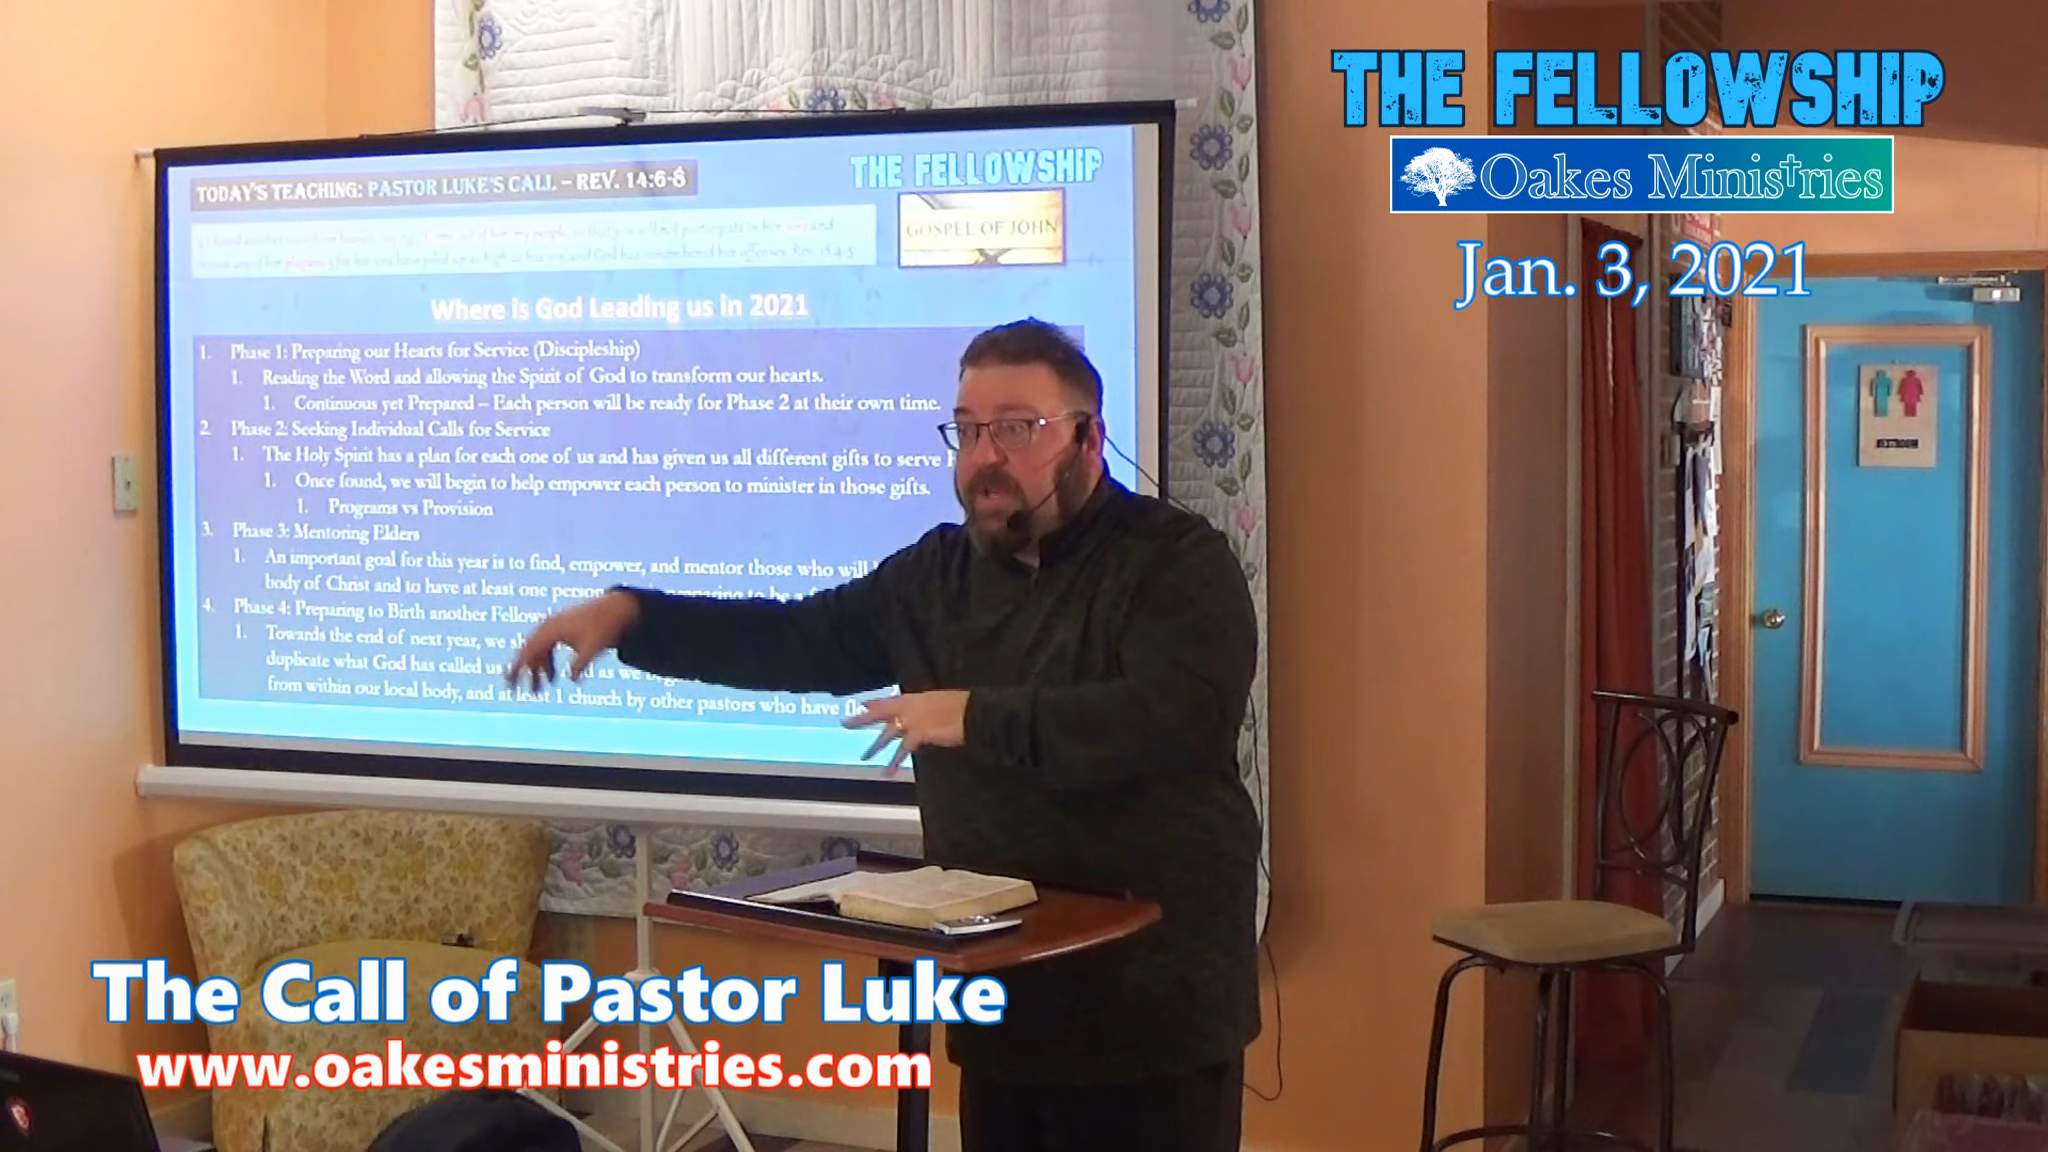 THE FELLOWSHIP
Oakes Ministries
Jan. 3, 2021
TODAY'S TEACHING: PASTOR LUKE'S CALL – REV. 14:6-8
THE FELLOWSHIP
GOSPEL OF JOHN
Where is God Leading us in 2021
1. Phase 1: Preparing our Hearts for Service (Discipleship)
1. Reading the Word and allowing the Spirit of God to transform our hearts.
1. Continuous yet Prepared – Each person will be ready for Phase 2 at their own time.
2. Phase 2: Seeking Individual Calls for Service
1. The Holy Spirit has a plan for each one of us and has given us all different gifts to serve
1. Once found, we will begin to help empower each person to minister in those gifts.
1. Programs vs Provision
3. Phase 3: Mentoring Elders
1. An important goal for this year is to find, empower, and mentor those who will
body of Christ and to have at least one person preparing to be a
4. Phase 4: Preparing to Birth another
1. Towards the end of next year, we
duplicate what God has called us as we
from within our local body, and at least 1 church by other pastors who have
The Call of Pastor Luke
www.oakesministries.com